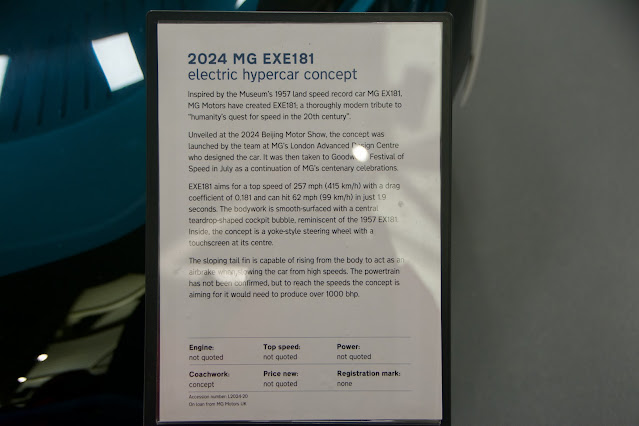 2024 MG EXE181
electric hypercar concept
Inspired by the Museum's 1957 land speed record car MG EX181,
MG Motors have created EXE181; a thoroughly modern tribute to
"humanity's quest for speed in the 20th century".
Unveiled at the 2024 Beijing Motor Show, the concept was
launched by the team at MG's London Advanced Design Centre
who designed the car. It was then taken to Goodwood Festival of
Speed in July as a continuation of MG's centenary celebrations.
EXE181 aims for a top speed of 257 mph (415 km/h) with a drag
coefficient of 0.181 and can hit 62 mph (99 km/h) in just 1.9
seconds. The bodywork is smooth-surfaced with a central
teardrop-shaped cockpit bubble, reminiscent of the 1957 EX181.
Inside, the concept is a yoke-style steering wheel with a
touchscreen at its centre.
The sloping tail fin is capable of rising from the body to act as an
airbrake when slowing the car from high speeds. The powertrain
has not been confirmed, but to reach the speeds the concept is
aiming for it would need to produce over 1000 bhp.
Engine: Top speed: Power:
not quoted not quoted not quoted
Coachwork: Price new: Registration mark:
concept not quoted none
Accession number: L2024.20
On loan from MG Motors UK